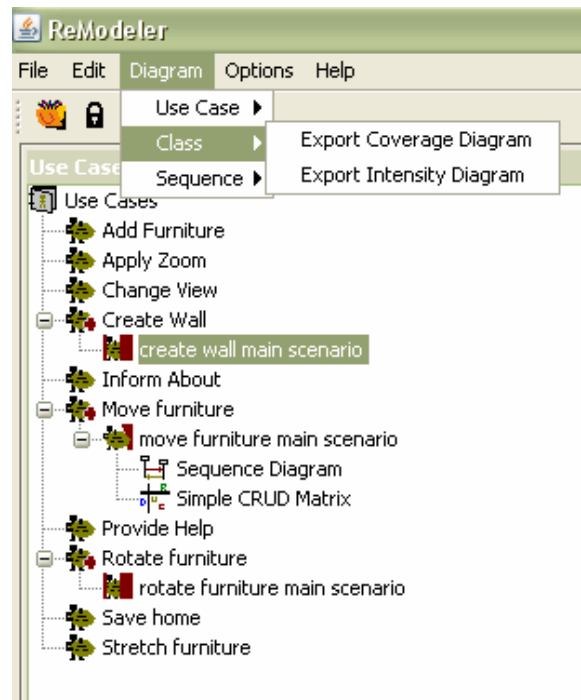 ReModeler
File Edit Diagram Options Help
Use Case
Class
Sequence
Export Coverage Diagram
Export Intensity Diagram
Use Case
Use Cases
Add Furniture
Apply Zoom
Change View
Create Wall
create wall main scenario
Inform About
Move furniture
move furniture main scenario
Sequence Diagram
Simple CRUD Matrix
Provide Help
Rotate furniture
rotate furniture main scenario
Save home
Stretch furniture